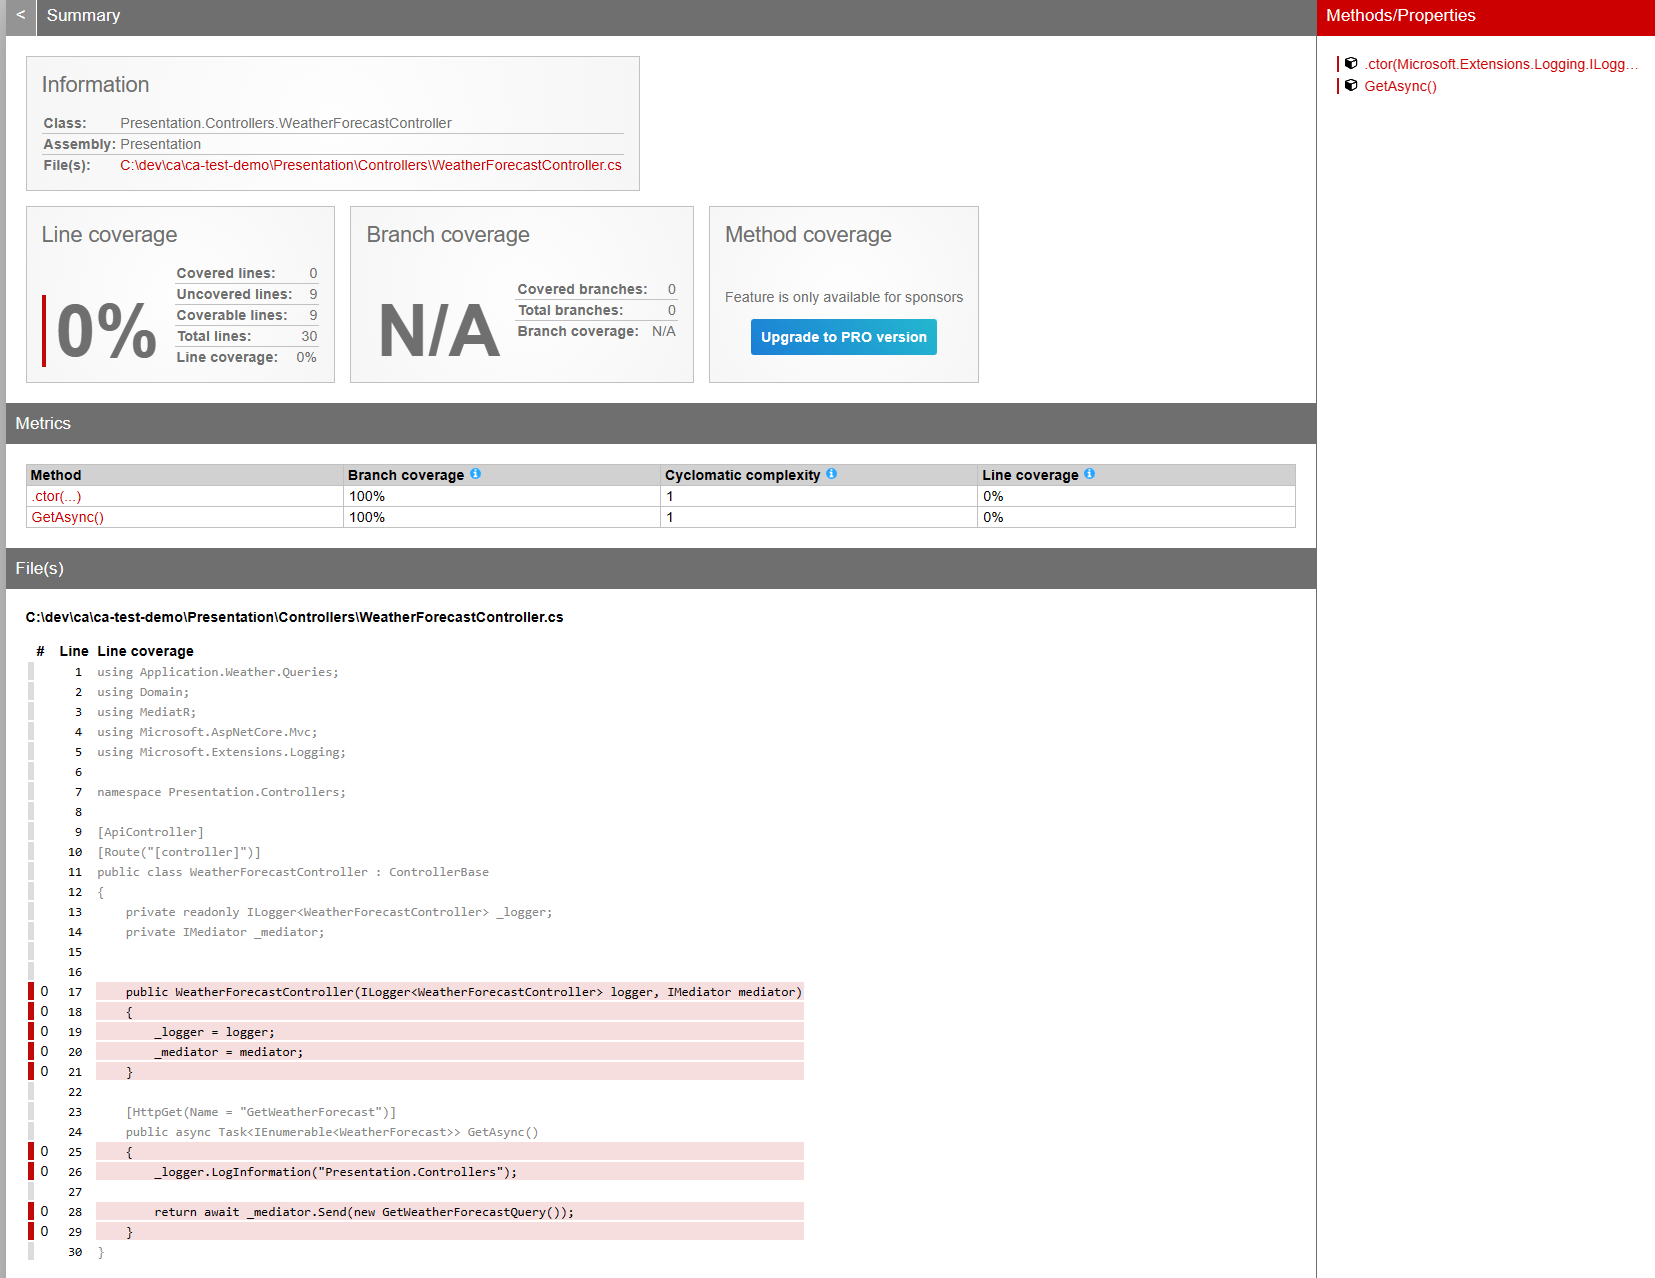 < Summary
Information
Class: Presentation.Controllers.WeatherForecastController
Assembly: Presentation
File(s): C:\dev\ca\ca-test-demo\Presentation\Controllers\WeatherForecastController.cs
Line coverage
0%
Covered lines: 0
Uncovered lines: 9
Coverable lines: 9
Total lines: 30
Line coverage: 0%
Branch coverage
N/A
Covered branches: 0
Total branches: 0
Branch coverage: N/A
Method coverage
Feature is only available for sponsors
Upgrade to PRO version
Metrics
Method Branch coverage Cyclomatic complexity Line coverage
.ctor(...) 100% 1 0%
GetAsync() 100% 1 0%
File(s)
C:\dev\ca\ca-test-demo\Presentation\Controllers\WeatherForecastController.cs
# Line Line coverage
1 using Application.Weather.Queries;
2 using Domain;
3 using MediatR;
4 using Microsoft.AspNetCore.Mvc;
5 using Microsoft.Extensions.Logging;
6
7 namespace Presentation.Controllers;
8
9 [ApiController]
10 [Route("[controller]")]
11 public class WeatherForecastController : ControllerBase
12 {
13     private readonly ILogger<WeatherForecastController> _logger;
14     private IMediator _mediator;
15
16
0 17     public WeatherForecastController(ILogger<WeatherForecastController> logger, IMediator mediator)
0 18     {
0 19         _logger = logger;
0 20         _mediator = mediator;
0 21     }
22
23     [HttpGet(Name = "GetWeatherForecast")]
24     public async Task<IEnumerable<WeatherForecast>> GetAsync()
0 25     {
0 26         _logger.LogInformation("Presentation.Controllers");
27
0 28         return await _mediator.Send(new GetWeatherForecastQuery());
0 29     }
30 }
Methods/Properties
.ctor(Microsoft.Extensions.Logging.ILogg...
GetAsync()